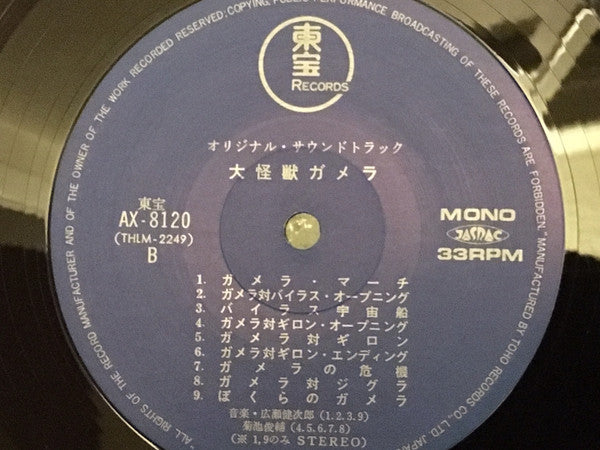 "ALL RIGHTS OF THE RECORD MANUFACTURER AND OF THE OWNER OF THE WORK RECORDED RESERVED. COPYING, PUBLIC PERFORMANCE BROADCASTING OF THESE RECORDS ARE FORBIDDEN." MANUFACTURED BY TOHO RECORDS CO., LTD. JAPAN
東宝
RECORDS
オリジナル・サウンドトラック
大怪獣ガメラ
東宝
AX-8120
(THLM-2249)
B
MONO
JASRAC
33RPM
1. ガメラ・マーチ
2. ガメラ対バイラス・オープニング
3. バイラス宇宙船
4. ガメラ対ギロン・オープニング
5. ガメラ対ギロン
6. ガメラ対ギロン・エンディング
7. ガメラの危機
8. ガメラ対ジグラ
9. ぼくらのガメラ
音楽・広瀬健次郎 (1.2.3.9)
菊池俊輔 (4.5.6.7.8)
(※1,9のみ STEREO)